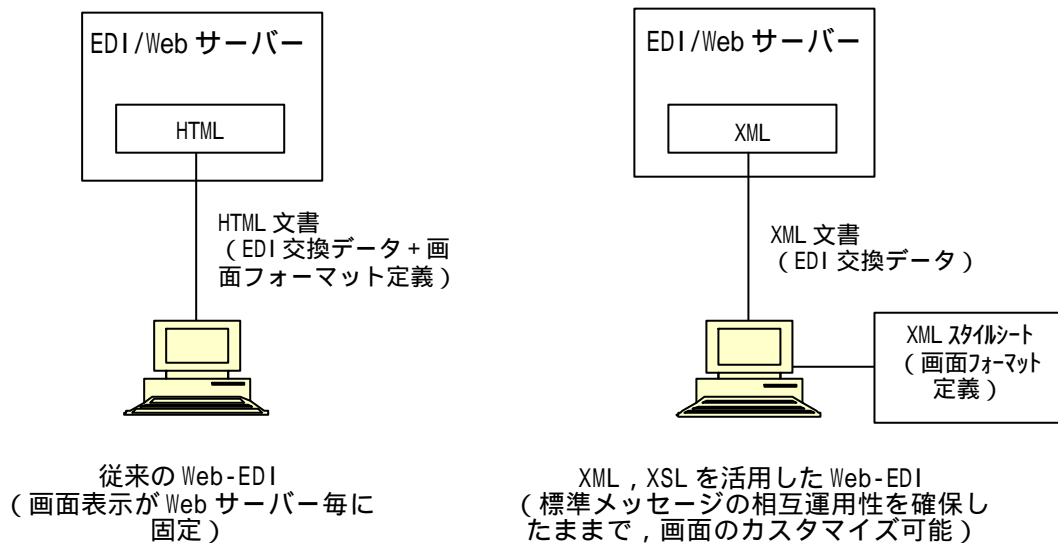 EDI/Web サーバー
HTML
HTML 文書
（EDI 交換データ + 画
面フォーマット定義）
従来の Web-EDI
（画面表示が Web サーバー毎に
固定）
EDI/Web サーバー
XML
XML 文書
（EDI 交換データ）
XML ｽﾀｲﾙｼｰﾄ
（画面ﾌｫｰﾏｯﾄ
定義）
XML，XSL を活用した Web-EDI
（標準メッセージの相互運用性を確保し
たままで，画面のカスタマイズ可能）